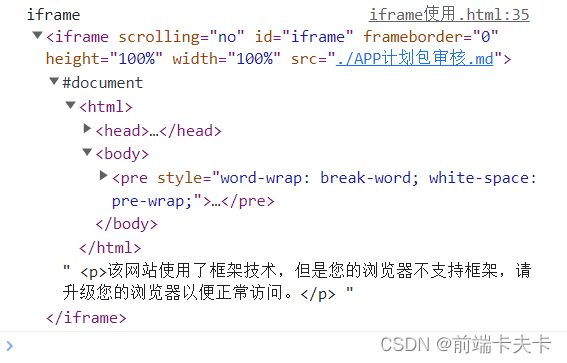 iframe iframe使用.html:35
<iframe scrolling="no" id="iframe" frameborder="0"
height="100%" width="100%" src="./APP计划包审核.md">
#document
<html>
<head>…</head>
<body>
<pre style="word-wrap: break-word; white-space:
pre-wrap;">…</pre>
</body>
</html>
" <p>该网站使用了框架技术，但是您的浏览器不支持框架，请
升级您的浏览器以便正常访问。</p> "
</iframe>
CSDN @前端卡夫卡